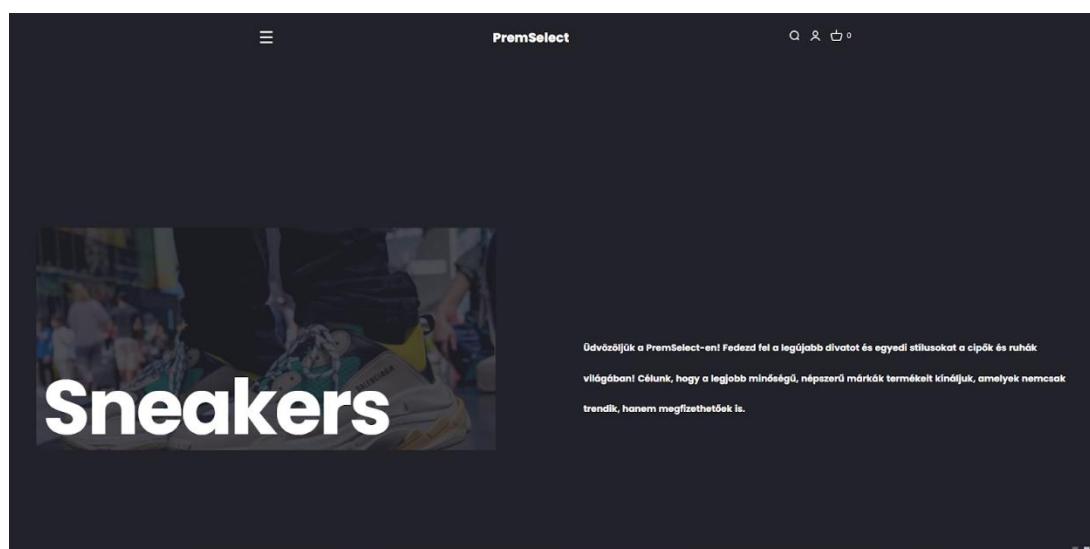 PremSelect
0
BALENCIAGA
Sneakers
Üdvözöljük a PremSelect-en! Fedezd fel a legújabb divatot és egyedi stílusokat a cipők és ruhák
világában! Célunk, hogy a legjobb minőségű, népszerű márkák termékeit kínáljuk, amelyek nemcsak
trendik, hanem megfizethetőek is.